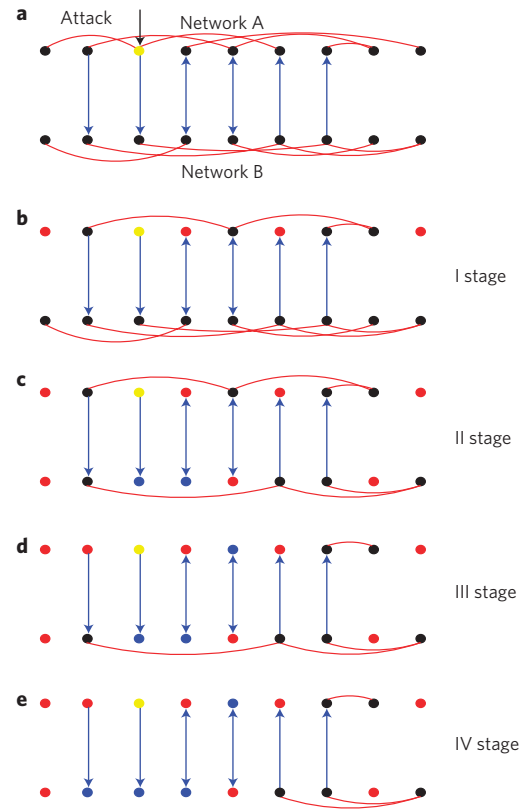 a
Attack
Network A
Network B
b
I stage
c
II stage
d
III stage
e
IV stage